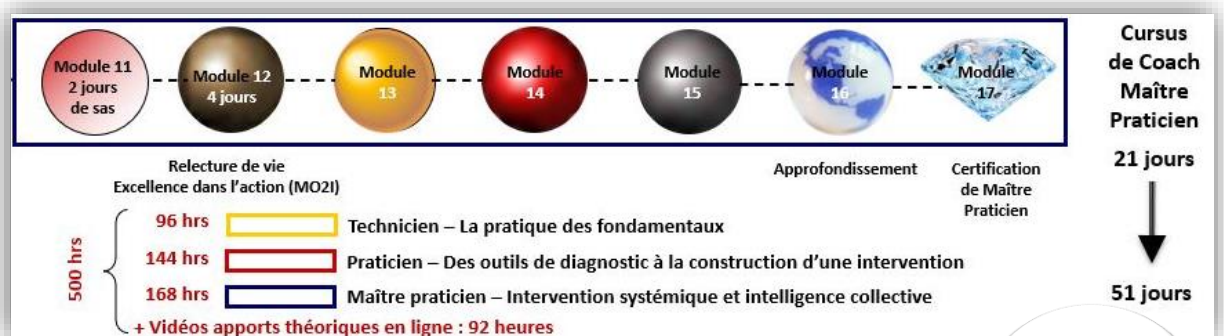 Module 11
2 jours
de sas
Module 12
4 jours
Module
13
Module
14
Module
15
Module
16
Module
17
Cursus
de Coach
Maître
Praticien
21 jours
51 jours
Relecture de vie
Excellence dans l'action (MO2I)
Approfondissement
Certification
de Maître
Praticien
500 hrs
96 hrs
Technicien – La pratique des fondamentaux
144 hrs
Praticien – Des outils de diagnostic à la construction d'une intervention
168 hrs
Maître praticien – Intervention systémique et intelligence collective
+ Vidéos apports théoriques en ligne : 92 heures